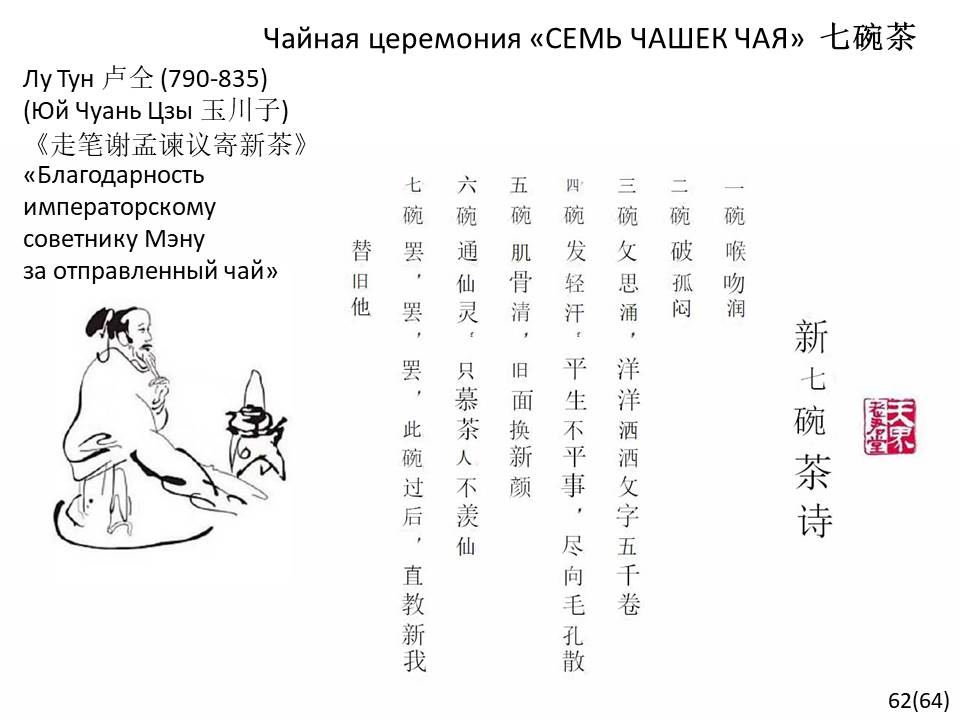 Чайная церемония «СЕМЬ ЧАШЕК ЧАЯ» 七碗茶
Лу Тун 卢仝 (790-835)
(Юй Чуань Цзы 玉川子)
《走笔谢孟谏议寄新茶》
«Благодарность
императорскому
советнику Мэну
за отправленный чай»
新七碗茶诗
一碗喉吻润
二碗破孤闷
三碗文思涌，洋洋洒洒文字五千卷
四碗发轻汗，平生不平事，尽向毛孔散
五碗肌骨清，旧面换新颜
六碗通仙灵，只慕茶人不羡仙
七碗罢，罢，罢，此碗过后，直教新我
替旧他
62(64)